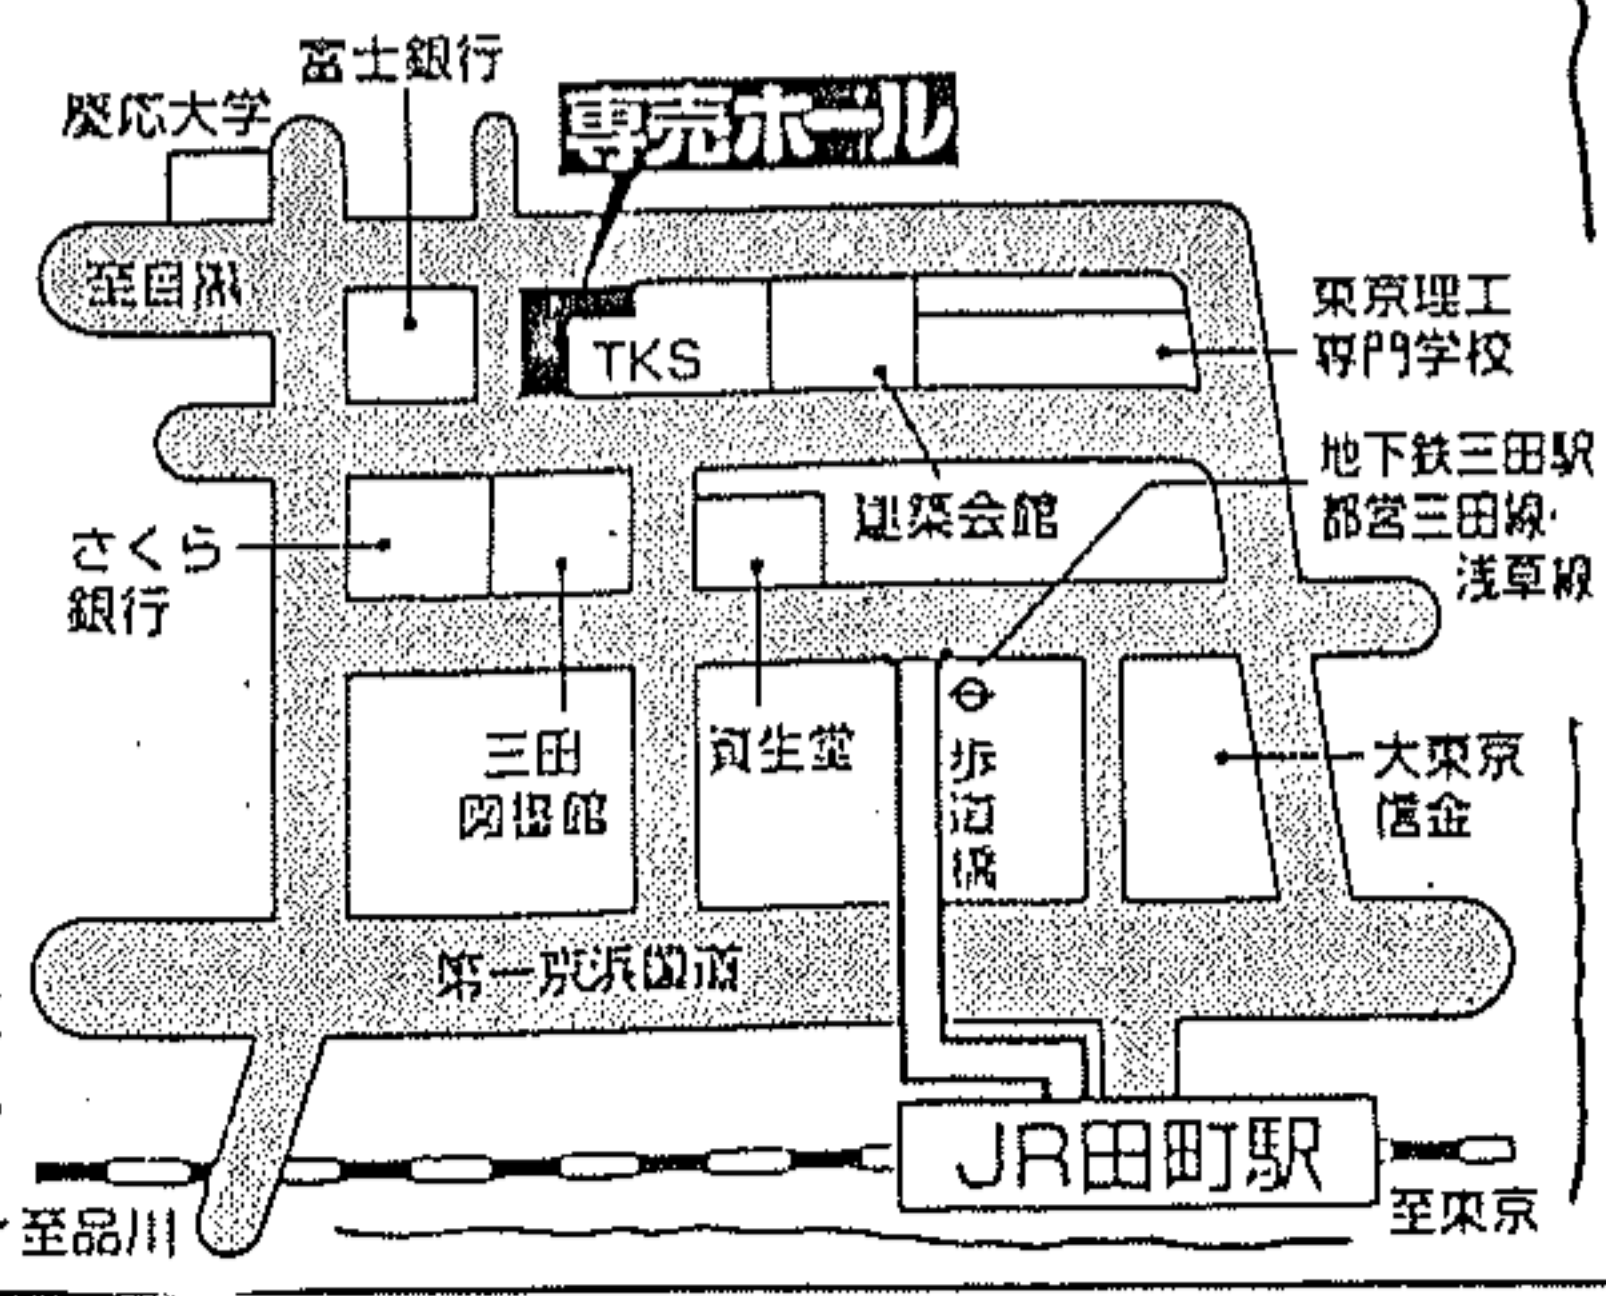 富士銀行
慶応大学
専売ホール
至目黒
TKS
東京理工
専門学校
地下鉄三田駅
都営三田線・
浅草線
建築会館
さくら
銀行
三田
図書館
資生堂
歩道橋
大東京
信金
第一京浜国道
JR田町駅
至品川
至東京